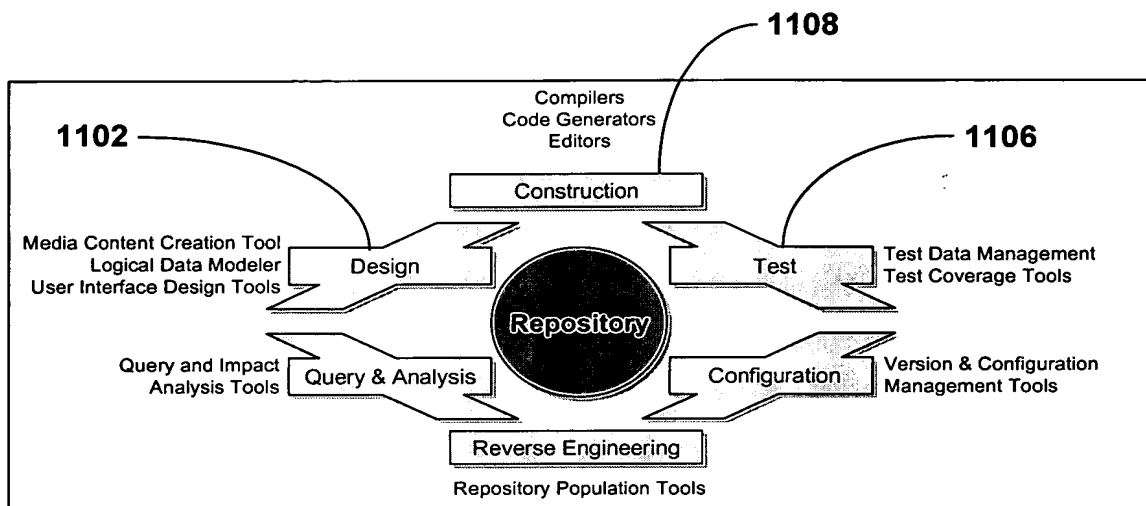 1108
Compilers
Code Generators
Editors
1102
1106
Construction
Media Content Creation Tool
Logical Data Modeler
User Interface Design Tools
Design
Test
Test Data Management
Test Coverage Tools
Repository
Query and Impact
Analysis Tools
Query & Analysis
Configuration
Version & Configuration
Management Tools
Reverse Engineering
Repository Population Tools